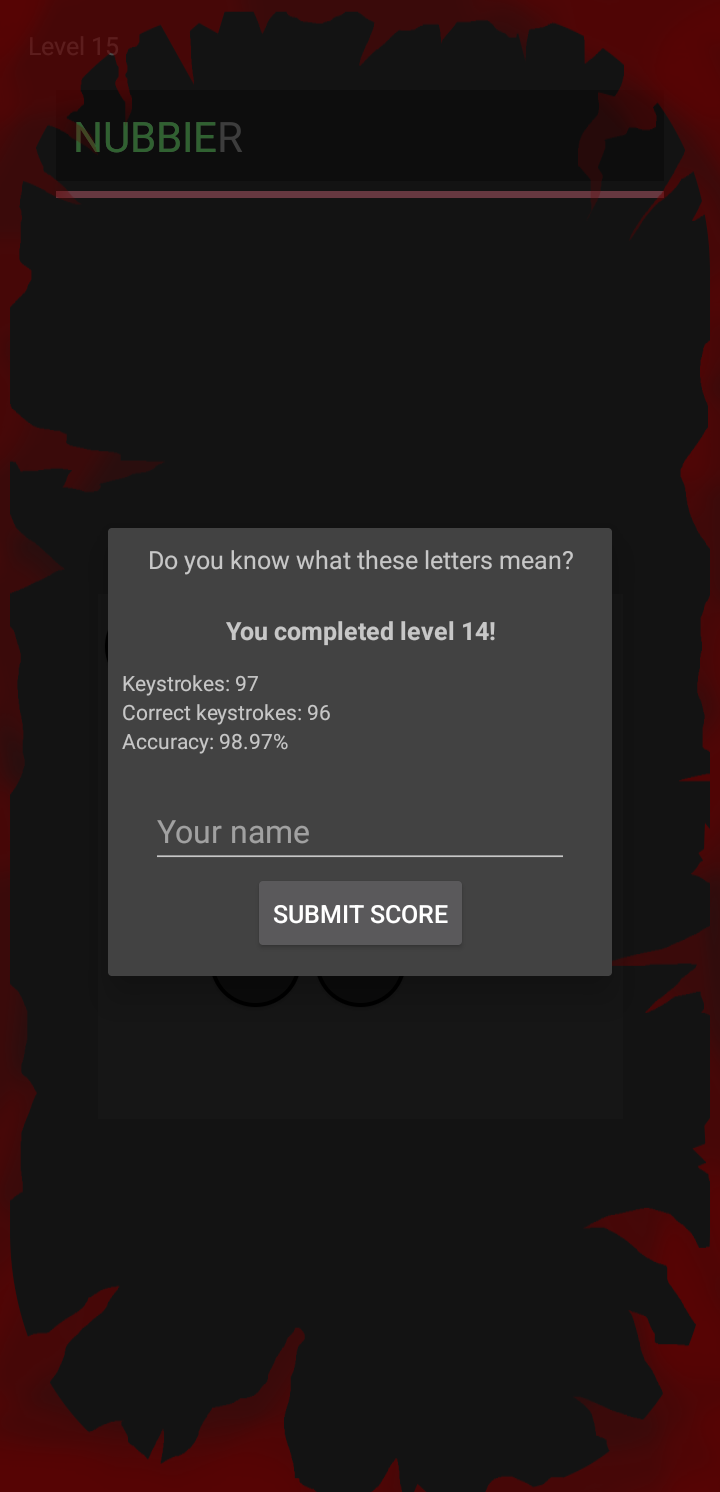 Level 15
NUBBIER
Do you know what these letters mean?
You completed level 14!
Keystrokes: 97
Correct keystrokes: 96
Accuracy: 98.97%
Your name
SUBMIT SCORE